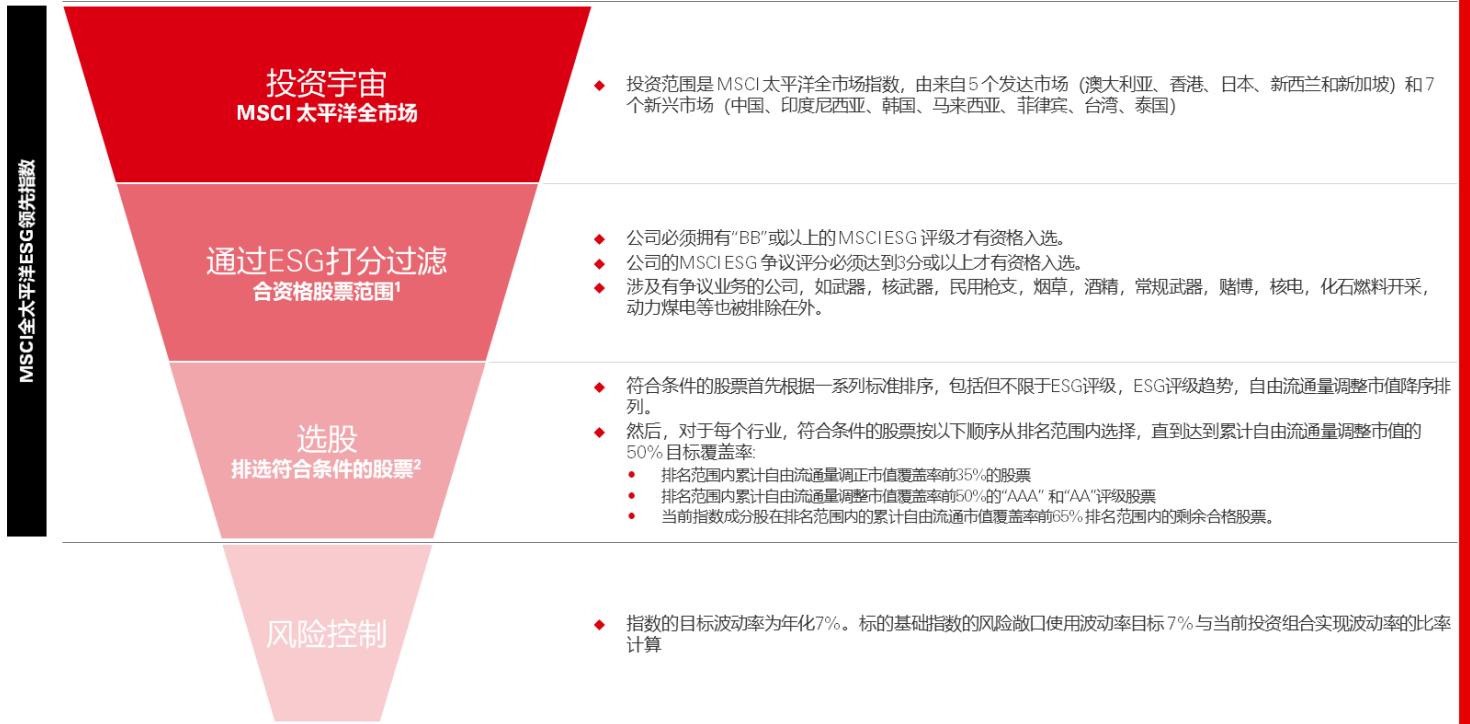 MSCI全太平洋ESG领先指数
投资宇宙
MSCI 太平洋全市场
投资范围是 MSCI 太平洋全市场指数，由来自5个发达市场（澳大利亚、香港、日本、新西兰和新加坡）和7
个新兴市场（中国、印度尼西亚、韩国、马来西亚、菲律宾、台湾、泰国）
通过ESG打分过滤
合资格股票范围1
公司必须拥有“BB”或以上的MSCI ESG 评级才有资格入选。
公司的MSCI ESG 争议评分必须达到3分或以上才有资格入选。
涉及有争议业务的公司，如武器，核武器，民用枪支，烟草，酒精，常规武器，赌博，核电，化石燃料开采，
动力煤电等也被排除在外。
选股
排选符合条件的股票2
符合条件的股票首先根据一系列标准排序，包括但不限于ESG评级，ESG评级趋势，自由流通量调整市值降序排
列。
然后，对于每个行业，符合条件的股票按以下顺序从排名范围内选择，直到达到累计自由流通量调整市值的
50%目标覆盖率:
排名范围内累计自由流通量调正市值覆盖率前35%的股票
排名范围内累计自由流通量调整市值覆盖率前50%的“AAA” 和“AA”评级股票
当前指数成分股在排名范围内的累计自由流通市值覆盖率前65% 排名范围内的剩余合格股票。
风险控制
指数的目标波动率为年化7%。标的基础指数的风险敞口使用波动率目标 7%与当前投资组合实现波动率的比率
计算